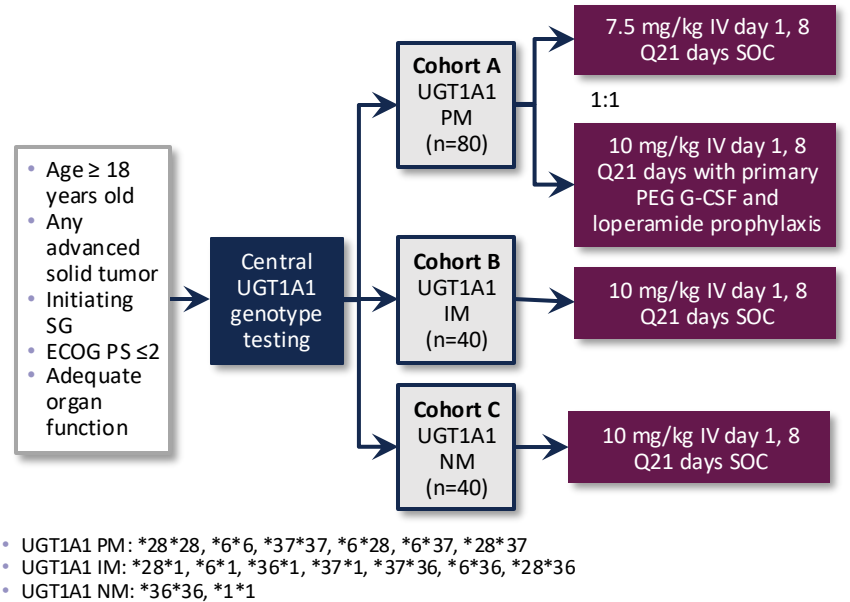 • Age ≥ 18
years old
• Any
advanced
solid tumor
• Initiating
SG
• ECOG PS ≤2
• Adequate
organ
function
Central
UGT1A1
genotype
testing
Cohort A
UGT1A1
PM
(n=80)
7.5 mg/kg IV day 1, 8
Q21 days SOC
1:1
10 mg/kg IV day 1, 8
Q21 days with primary
PEG G-CSF and
loperamide prophylaxis
Cohort B
UGT1A1
IM
(n=40)
10 mg/kg IV day 1, 8
Q21 days SOC
Cohort C
UGT1A1
NM
(n=40)
10 mg/kg IV day 1, 8
Q21 days SOC
• UGT1A1 PM: *28*28, *6*6, *37*37, *6*28, *6*37, *28*37
• UGT1A1 IM: *28*1, *6*1, *36*1, *37*1, *37*36, *6*36, *28*36
• UGT1A1 NM: *36*36, *1*1